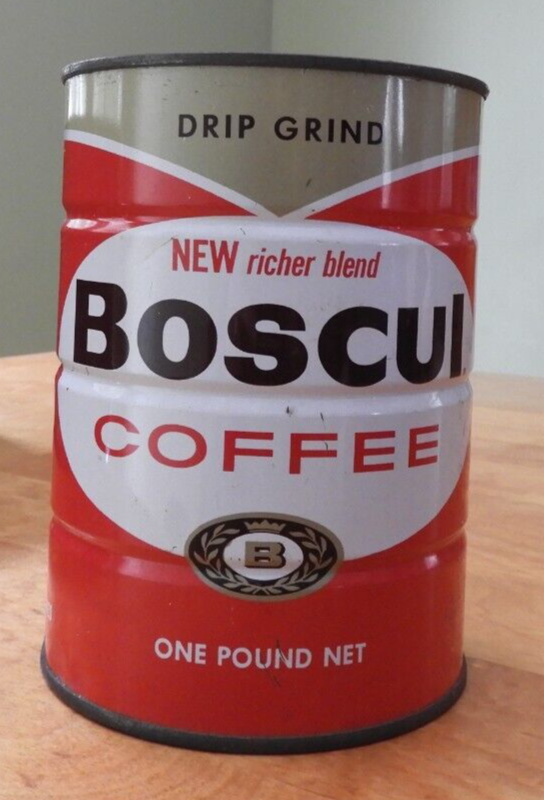 DRIP GRIND
NEW richer blend
Boscul
COFFEE
B
ONE POUND NET